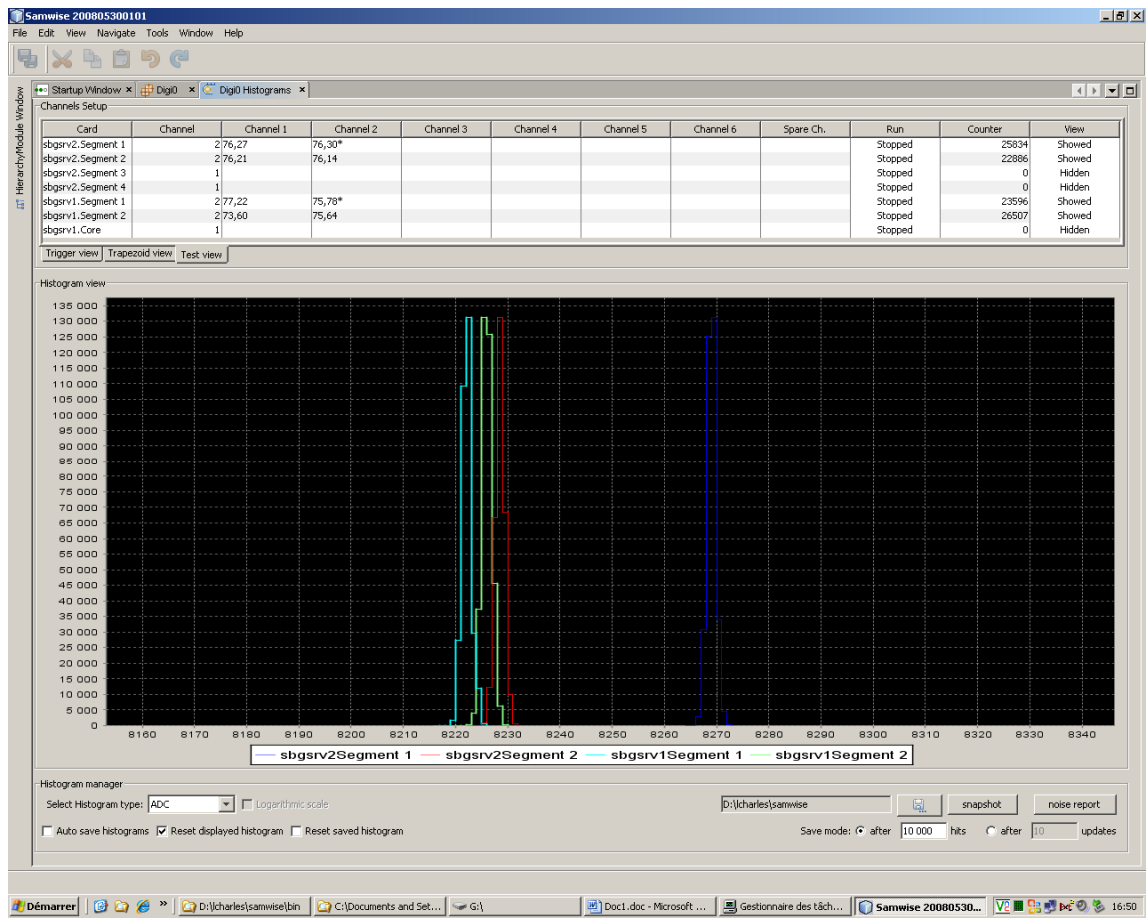 Samwise 200805300101
File Edit View Navigate Tools Window Help
Hierarchy/Module Window
Startup Window Digi0 Digi0 Histograms
Channels Setup
Card Channel Channel 1 Channel 2 Channel 3 Channel 4 Channel 5 Channel 6 Spare Ch. Run Counter View
sbgsrv2.Segment 1 2 76,27 76,30* Stopped 25834 Showed
sbgsrv2.Segment 2 2 76,21 76,14 Stopped 22886 Showed
sbgsrv2.Segment 3 1 Stopped 0 Hidden
sbgsrv2.Segment 4 1 Stopped 0 Hidden
sbgsrv1.Segment 1 2 77,22 75,78* Stopped 23596 Showed
sbgsrv1.Segment 2 2 73,60 75,64 Stopped 26507 Showed
sbgsrv1.Core 1 Stopped 0 Hidden
Trigger view Trapezoid view Test view
Histogram view
135 000
130 000
125 000
120 000
115 000
110 000
105 000
100 000
95 000
90 000
85 000
80 000
75 000
70 000
65 000
60 000
55 000
50 000
45 000
40 000
35 000
30 000
25 000
20 000
15 000
10 000
5 000
0
8160 8170 8180 8190 8200 8210 8220 8230 8240 8250 8260 8270 8280 8290 8300 8310 8320 8330 8340
sbgsrv2Segment 1 sbgsrv2Segment 2 sbgsrv1Segment 1 sbgsrv1Segment 2
Histogram manager
Select Histogram type: ADC Logarithmic scale D:\lcharles\samwise snapshot noise report
Auto save histograms Reset displayed histogram Reset saved histogram Save mode: after 10 000 hits after 10 updates
Démarrer » D:\lcharles\samwise\bin C:\Documents and Set... G:\ Doc1.doc - Microsoft ... Gestionnaire des tâch... Samwise 20080530... 16:50